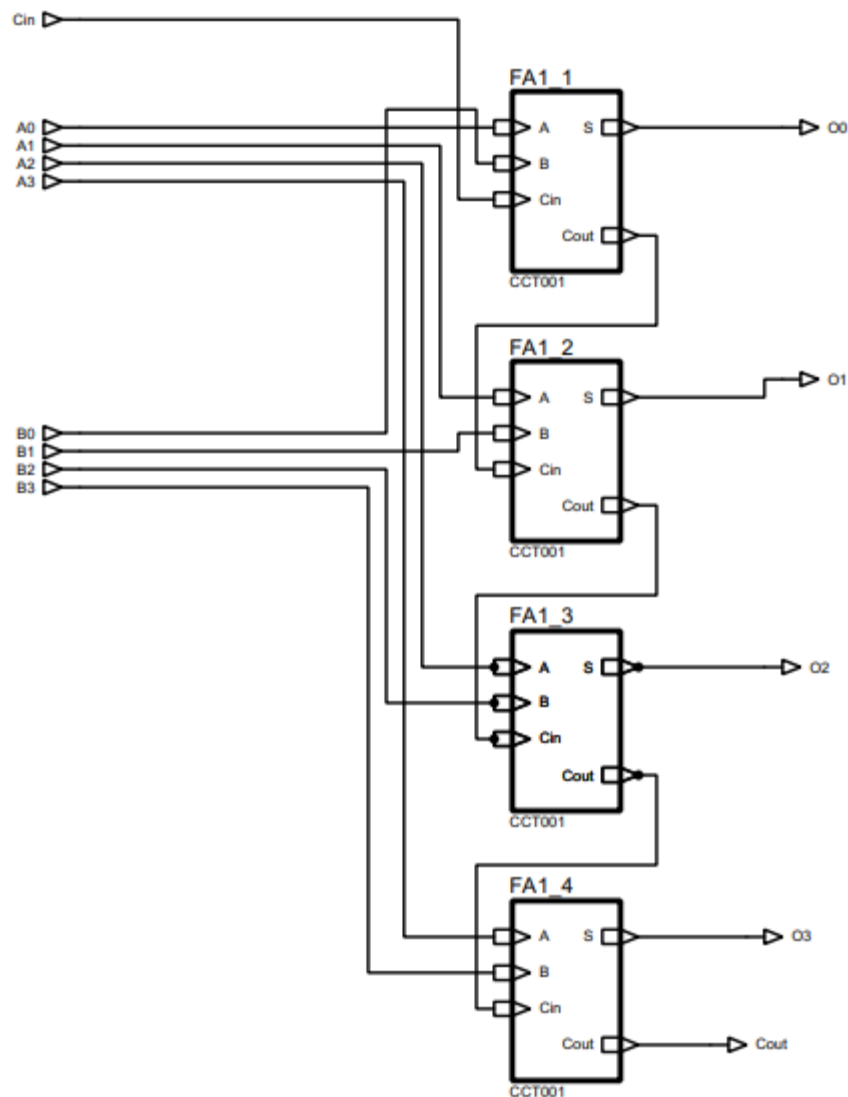 Cin
FA1_1
A0 A S O0
A1
A2 B
A3
Cin
Cout
CCT001
FA1_2
O1
A S
B0 B
B1
B2 Cin
B3
Cout
CCT001
FA1_3
A S O2
B
Cin
Cout
CCT001
FA1_4
A S O3
B
Cin
Cout Cout
CCT001